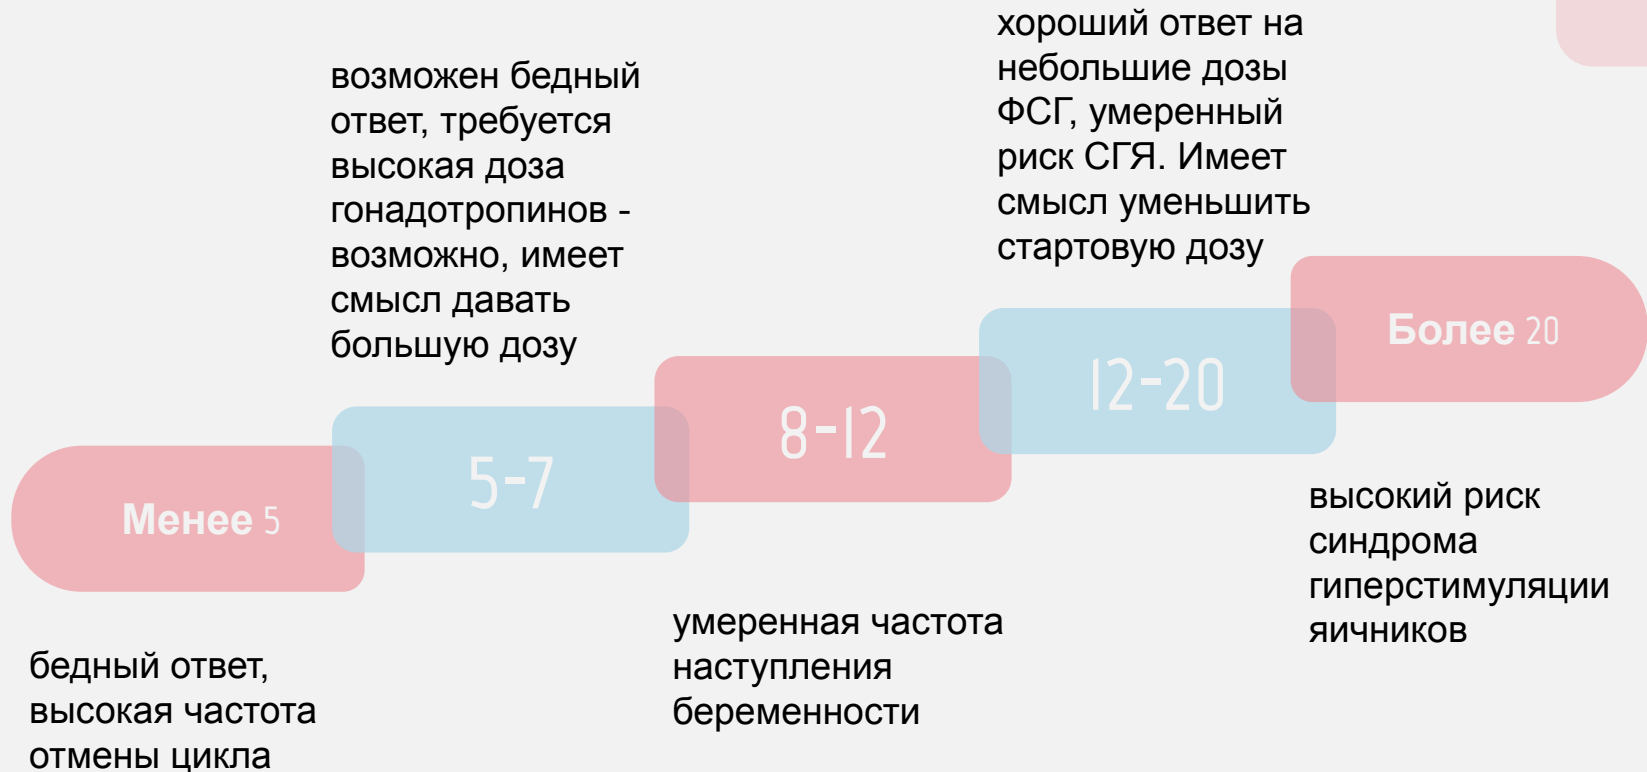 Менее 5
бедный ответ,
высокая частота
отмены цикла
возможен бедный
ответ, требуется
высокая доза
гонадотропинов -
возможно, имеет
смысл давать
большую дозу
5-7
8-12
умеренная частота
наступления
беременности
хороший ответ на
небольшие дозы
ФСГ, умеренный
риск СГЯ. Имеет
смысл уменьшить
стартовую дозу
12-20
Более 20
высокий риск
синдрома
гиперстимуляции
яичников